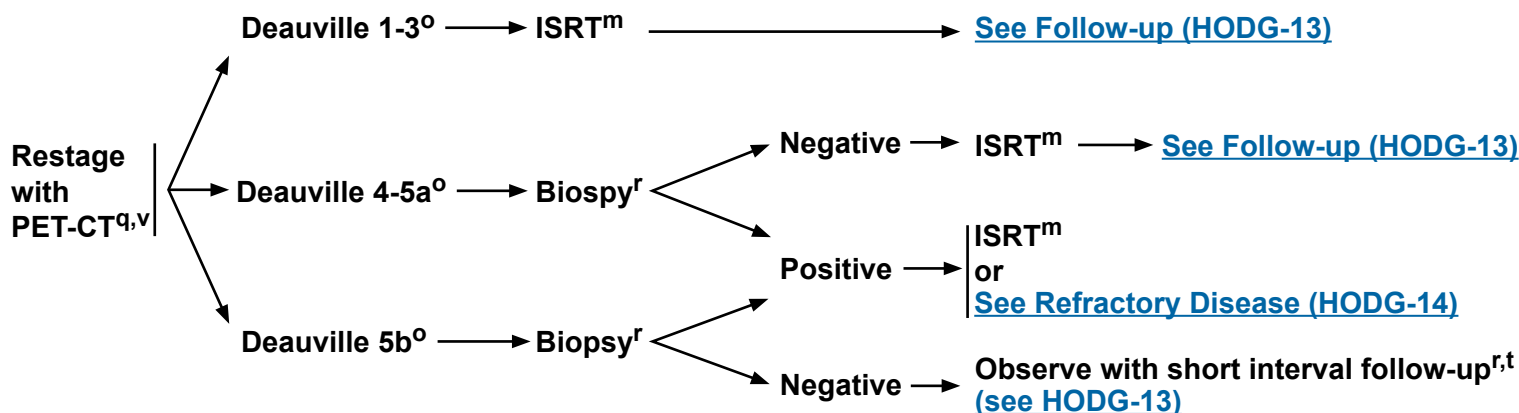 Deauville 1-3º
ISRTᵐ
See Follow-up (HODG-13)
Restage
with
PET-CT^q,v
Deauville 4-5aº
Biospyʳ
Negative
ISRTᵐ
See Follow-up (HODG-13)
Positive
ISRTᵐ
or
See Refractory Disease (HODG-14)
Deauville 5bº
Biopsyʳ
Negative
Observe with short interval follow-up^r,t
(see HODG-13)